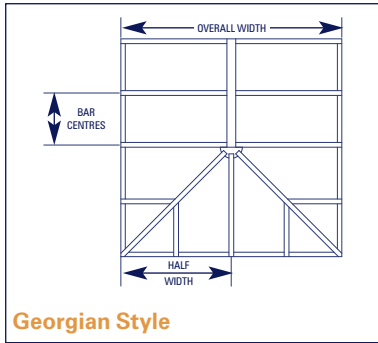 OVERALL WIDTH
BAR
CENTRES
HALF
WIDTH
Georgian Style